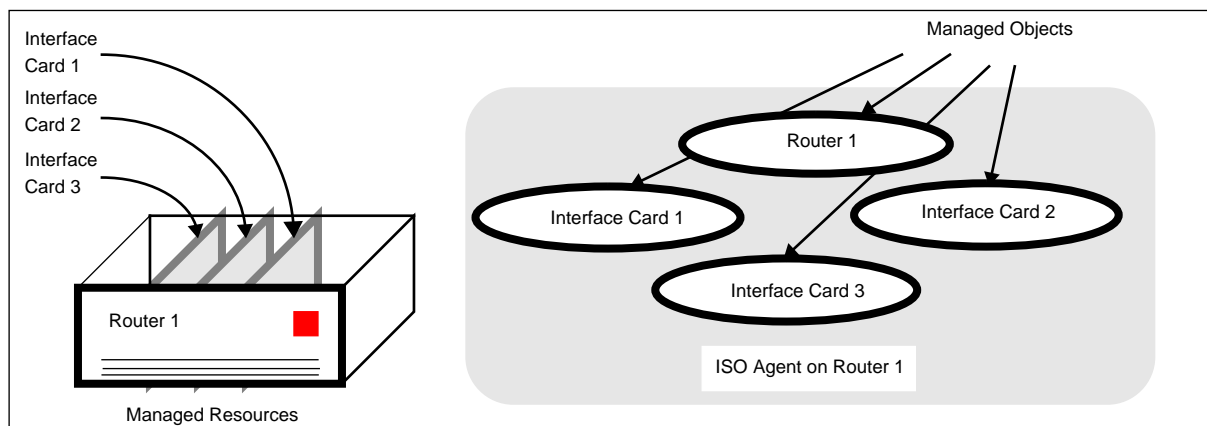 Interface
Card 1
Interface
Card 2
Interface
Card 3
Router 1
Managed Resources
Managed Objects
Router 1
Interface Card 1
Interface Card 2
Interface Card 3
ISO Agent on Router 1